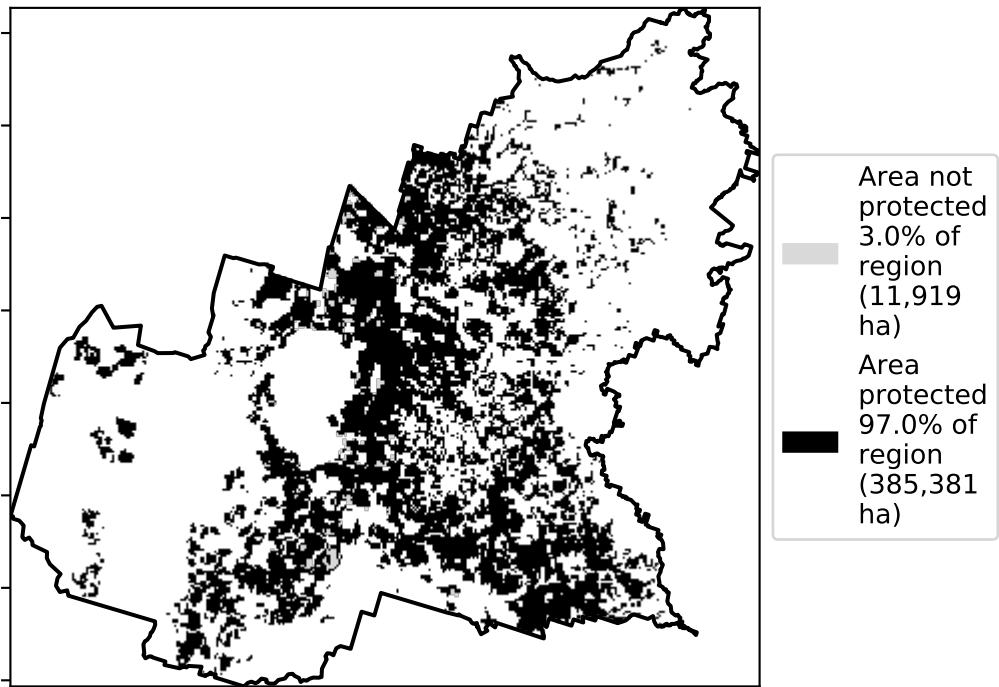 Area not
protected
3.0% of
region
(11,919
ha)
Area
protected
97.0% of
region
(385,381
ha)